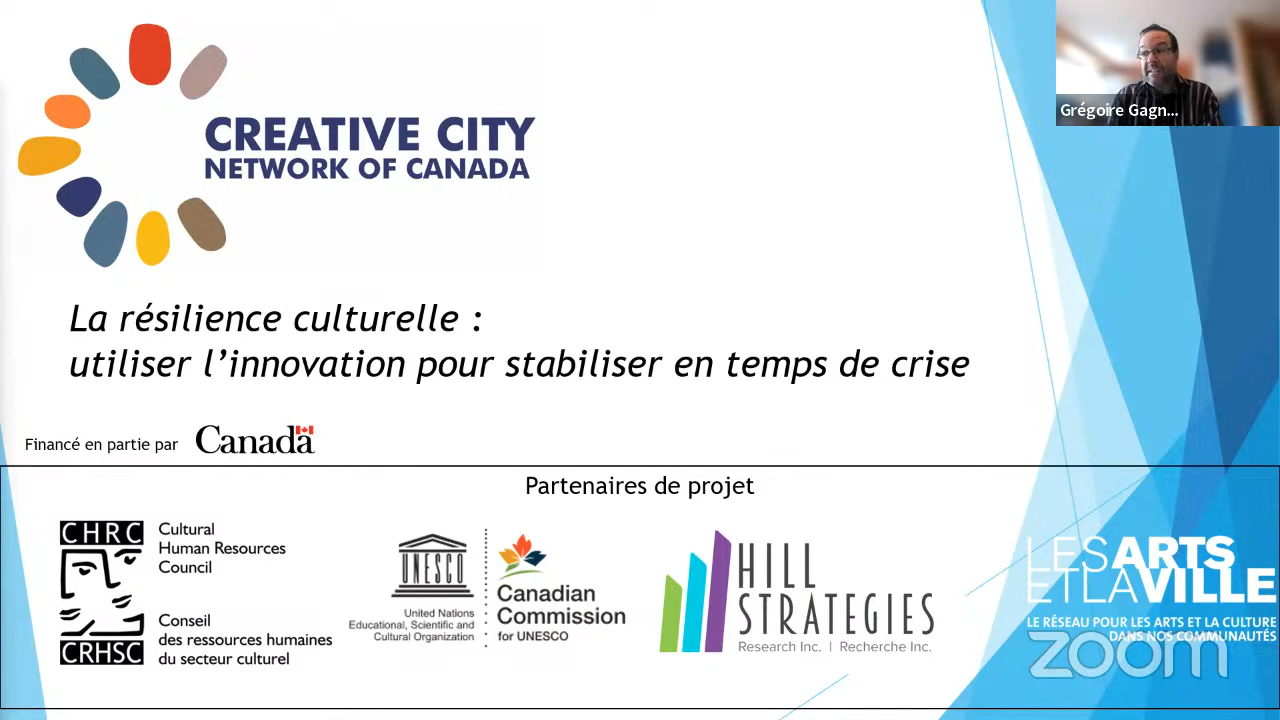 CREATIVE CITY
NETWORK OF CANADA
Grégoire Gagn...
La résilience culturelle :
utiliser l’innovation pour stabiliser en temps de crise
Financé en partie par
Canada
Partenaires de projet
CHRC
CRHSC
Cultural
Human Resources
Council
Conseil
des ressources humaines
du secteur culturel
UNESCO
United Nations
Educational, Scientific and
Cultural Organization
Canadian
Commission
for UNESCO
HILL
STRATEGIES
Research Inc. | Recherche Inc.
LES ARTS
ET LA VILLE
LE RÉSEAU POUR LES ARTS ET LA CULTURE
DANS NOS COMMUNAUTÉS
zoom